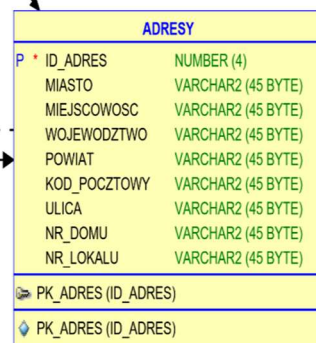 ADRESY
P * ID_ADRES NUMBER (4)
MIASTO VARCHAR2 (45 BYTE)
MIEJSCOWOSC VARCHAR2 (45 BYTE)
WOJEWODZTWO VARCHAR2 (45 BYTE)
POWIAT VARCHAR2 (45 BYTE)
KOD_POCZTOWY VARCHAR2 (45 BYTE)
ULICA VARCHAR2 (45 BYTE)
NR_DOMU VARCHAR2 (45 BYTE)
NR_LOKALU VARCHAR2 (45 BYTE)
PK_ADRES (ID_ADRES)
PK_ADRES (ID_ADRES)